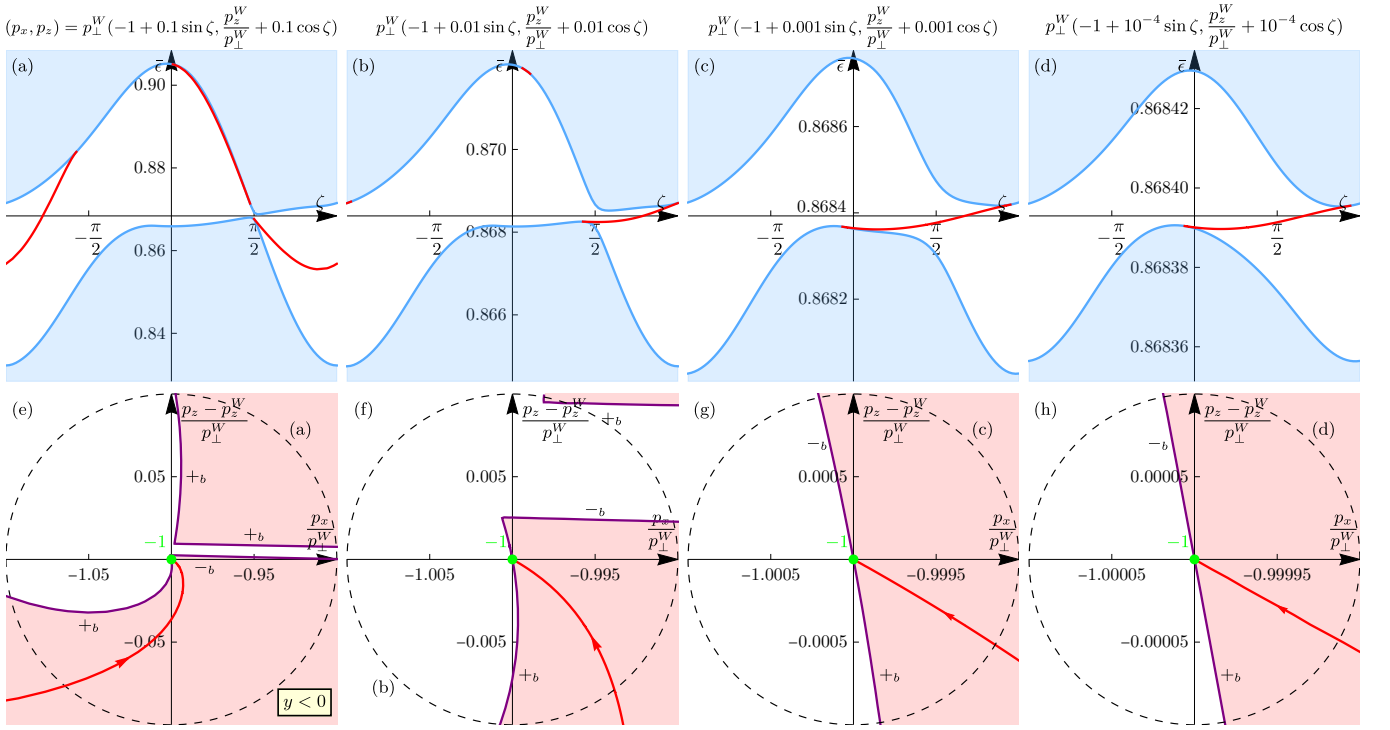 (p_x, p_z) = p_⊥^W (−1 + 0.1 sin ζ, p_z^W/p_⊥^W + 0.1 cos ζ)
p_⊥^W (−1 + 0.01 sin ζ, p_z^W/p_⊥^W + 0.01 cos ζ)
p_⊥^W (−1 + 0.001 sin ζ, p_z^W/p_⊥^W + 0.001 cos ζ)
p_⊥^W (−1 + 10^{−4} sin ζ, p_z^W/p_⊥^W + 10^{−4} cos ζ)
(a)
ε̄
0.90
0.88
ζ
−π/2
π/2
0.86
0.84
(b)
ε̄
0.870
ζ
−π/2
π/2
0.868
0.866
(c)
ε̄
0.8686
0.8684
ζ
−π/2
π/2
0.8682
(d)
ε̄
0.86842
0.86840
ζ
−π/2
π/2
0.86838
0.86836
(e)
(p_z − p_z^W)/p_⊥^W
(a)
0.05
+_b
+_b
p_x/p_⊥^W
−1
−_b
−1.05
−0.95
+_b
−0.05
y < 0
(f)
(p_z − p_z^W)/p_⊥^W
+_b
0.005
−_b
p_x/p_⊥^W
−1
−1.005
−0.995
−0.005
+_b
(b)
(g)
(p_z − p_z^W)/p_⊥^W
(c)
−_b
0.0005
p_x/p_⊥^W
−1
−1.0005
−0.9995
−0.0005
+_b
(h)
(p_z − p_z^W)/p_⊥^W
(d)
−_b
0.00005
p_x/p_⊥^W
−1
−1.00005
−0.99995
−0.00005
+_b